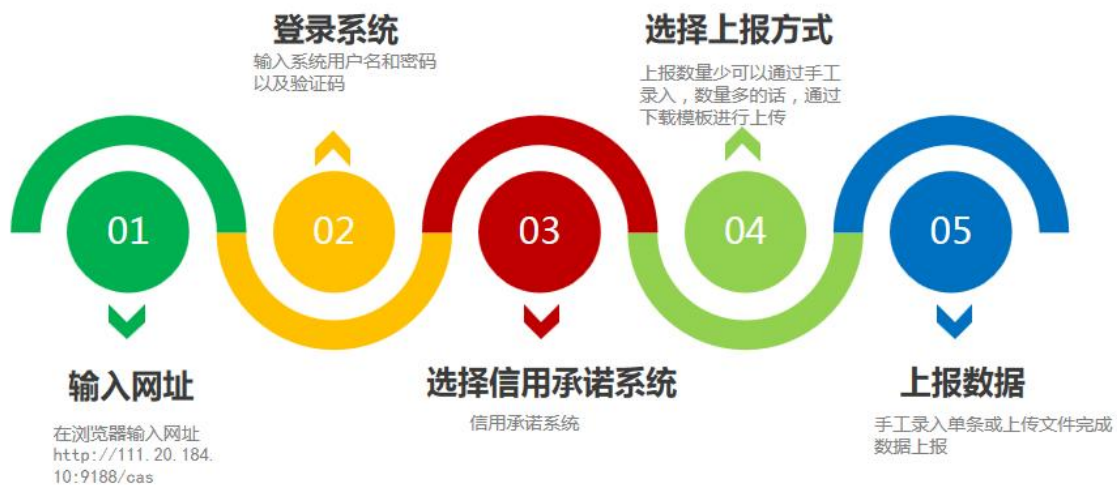 登录系统
输入系统用户名和密码
以及验证码
选择上报方式
上报数量少可以通过手工
录入，数量多的话，通过
下载模板进行上传
01
02
03
04
05
输入网址
在浏览器输入网址
http://111.20.184.
10:9188/cas
选择信用承诺系统
信用承诺系统
上报数据
手工录入单条或上传文件完成
数据上报